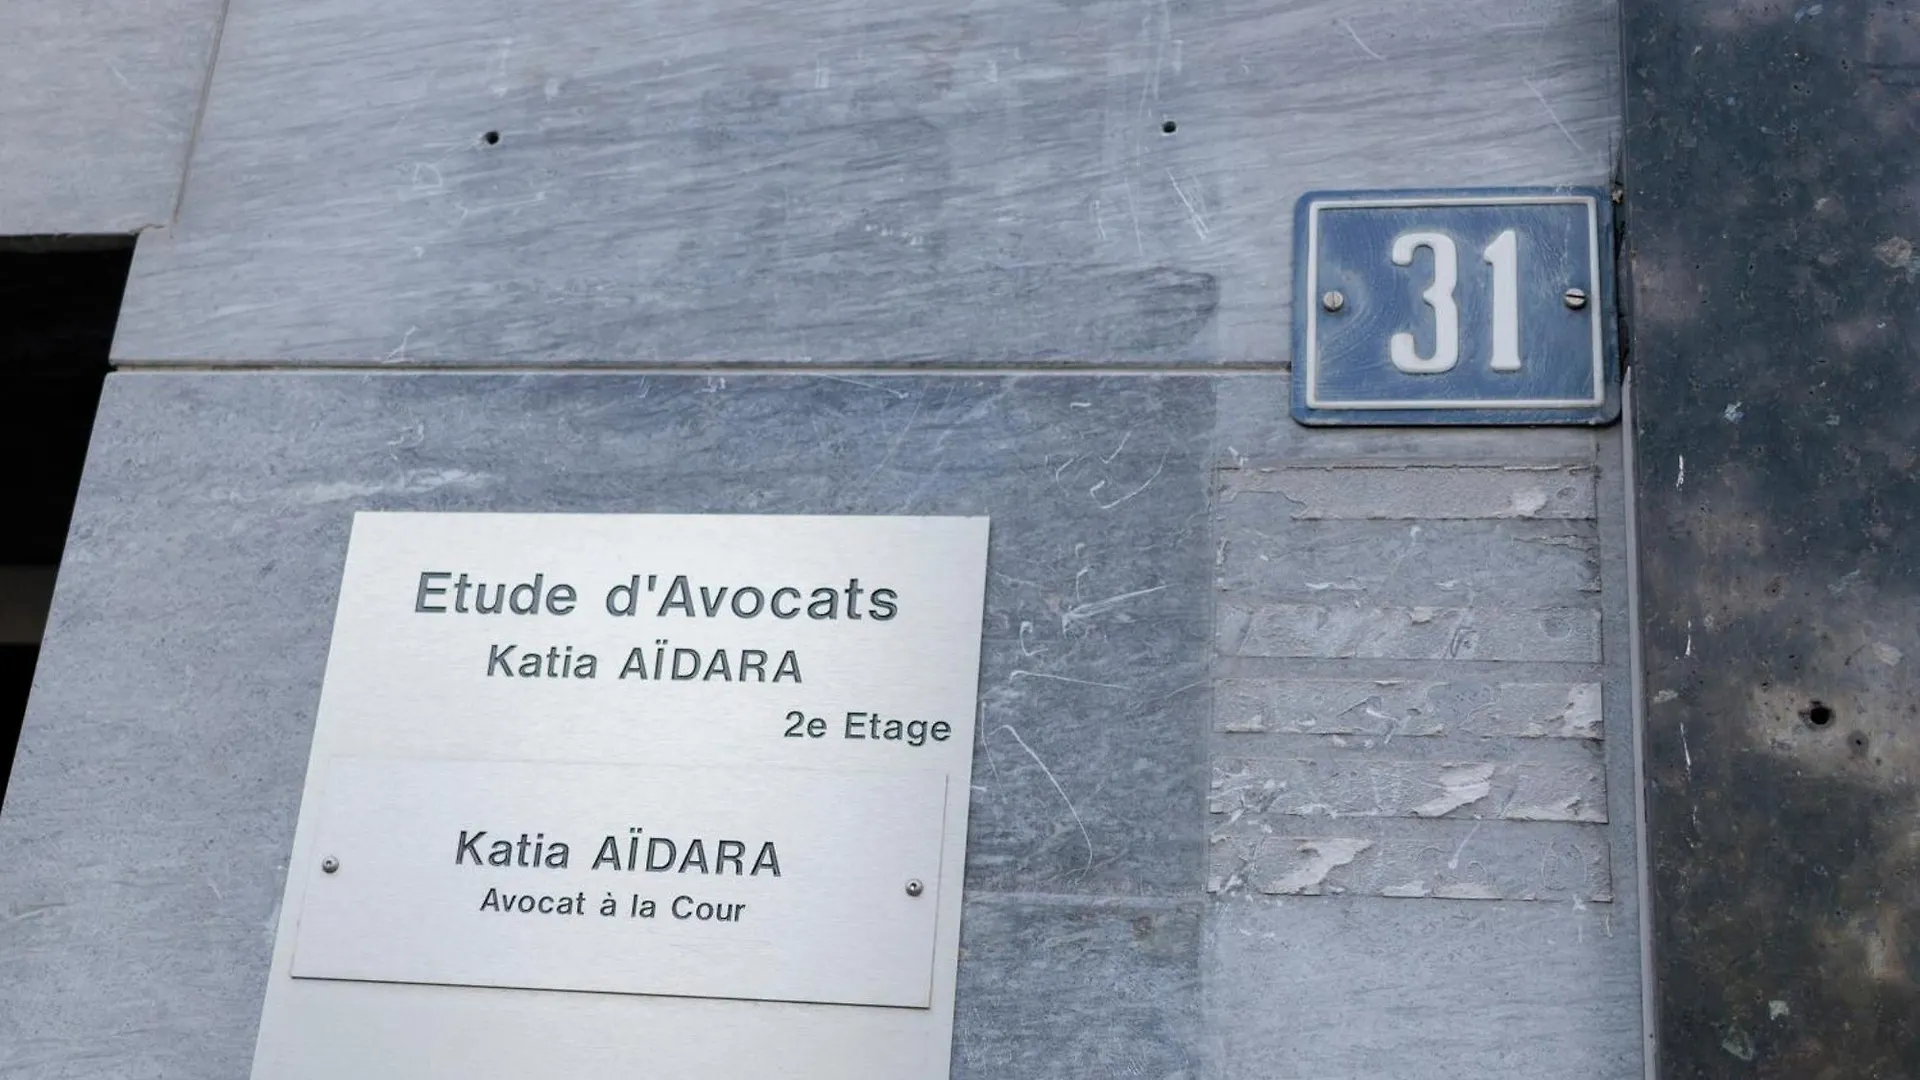 31
Etude d'Avocats
Katia AÏDARA
2e Etage
Katia AÏDARA
Avocat à la Cour